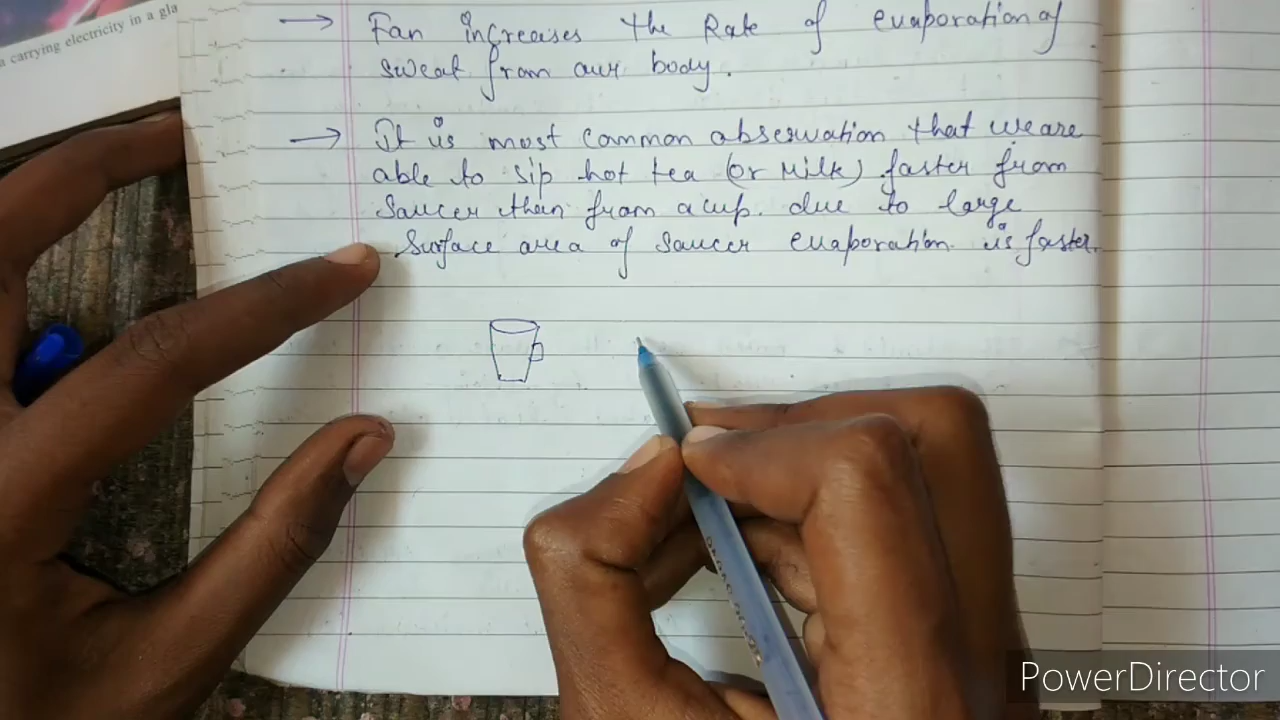 a carrying electricity in a gla
→ Fan increases the Rate of evaporation of
sweat from our body.
→ It is most common observation that we are
able to sip hot tea (or Milk) faster from
Saucer than from a cup. due to large
Surface area of Saucer evaporation is faster.
PowerDirector